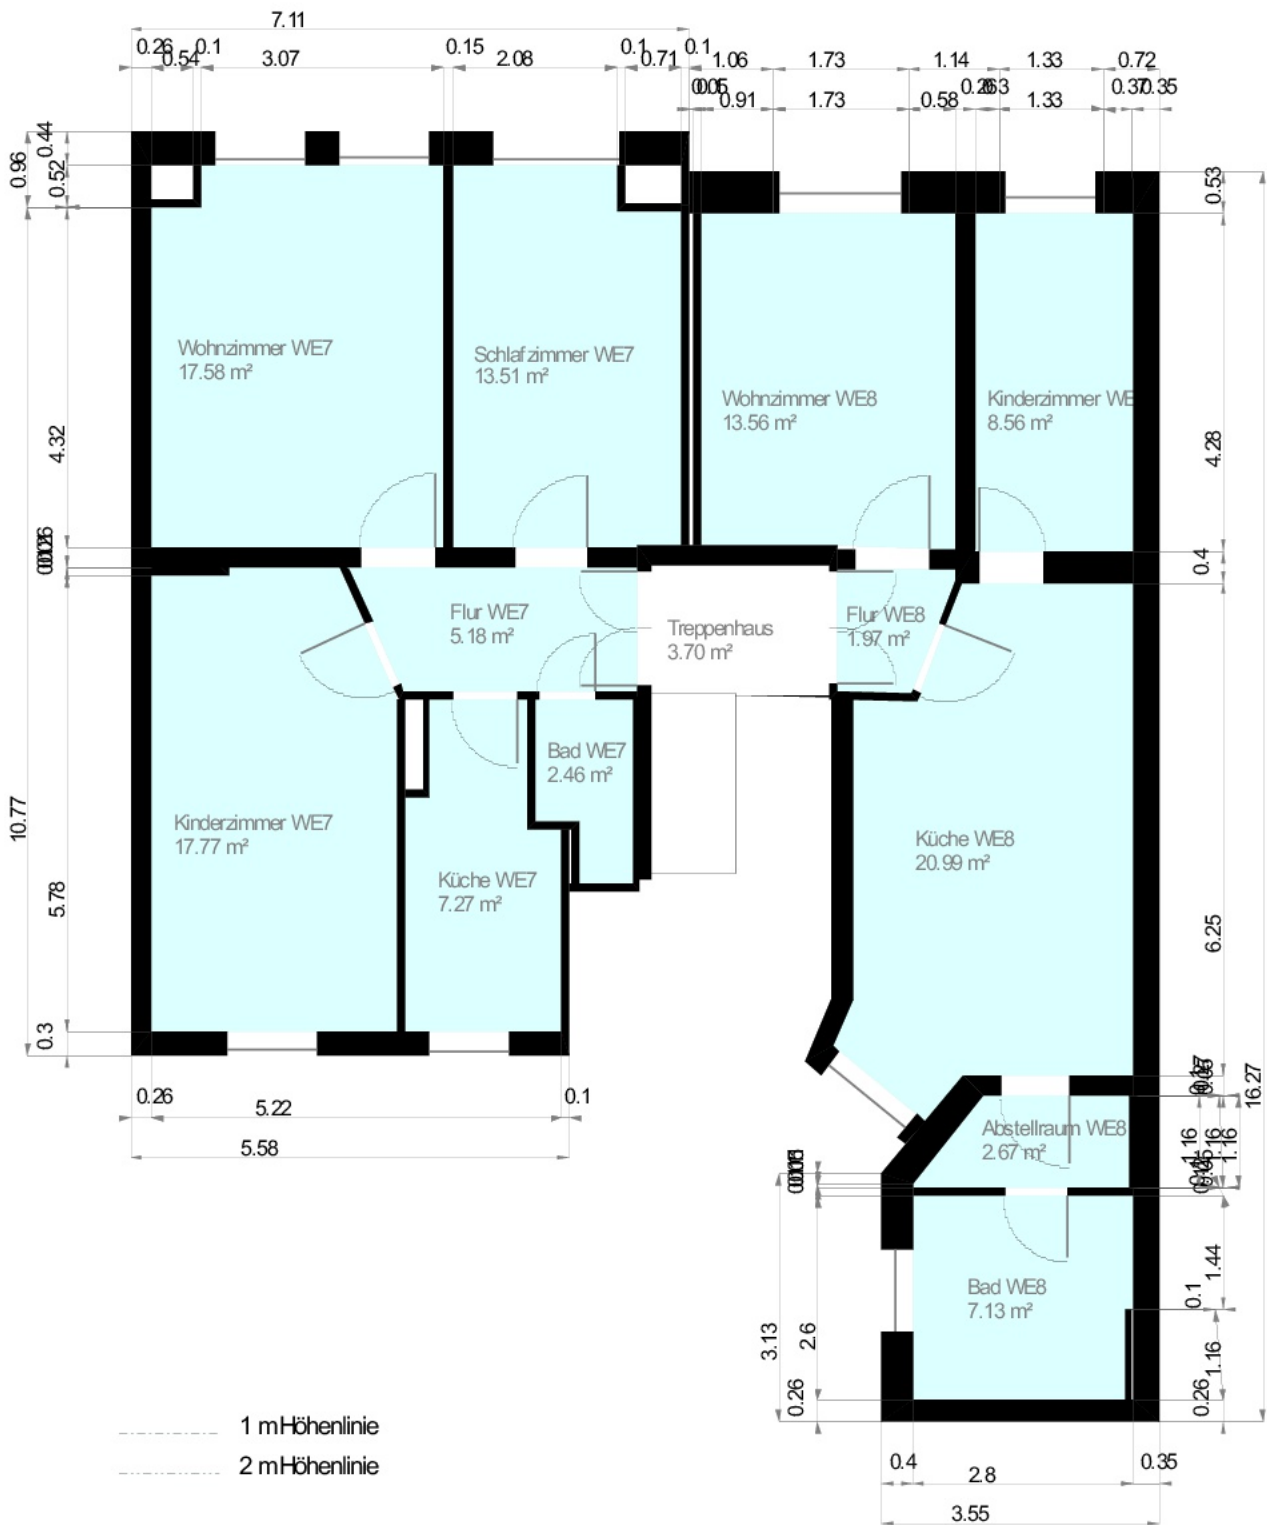 7.11
0.26 0.1 0.15 0.1 0.1
0.54 3.07 2.08 0.71 1.06 1.73 1.14 1.33 0.72
0.91 1.73 0.58 1.33 0.37 0.35
0.44
0.96
0.52
0.53
Wohnzimmer WE7
17.58 m²
Schlafzimmer WE7
13.51 m²
Wohnzimmer WE8
13.56 m²
Kinderzimmer WE
8.56 m²
4.32
4.28
0.4
Flur WE7
5.18 m²
Treppenhaus
3.70 m²
Flur WE8
1.97 m²
Bad WE7
2.46 m²
Kinderzimmer WE7
17.77 m²
Küche WE7
7.27 m²
Küche WE8
20.99 m²
10.77
5.78
6.25
0.3
16.27
0.26 5.22 0.1
5.58
Abstellraum WE8
2.67 m²
1.16 1.16 1.16
Bad WE8
7.13 m²
1.44
0.1
3.13 2.6
1.16
0.26
0.26
1 m Höhenlinie
2 m Höhenlinie
0.4 2.8 0.35
3.55